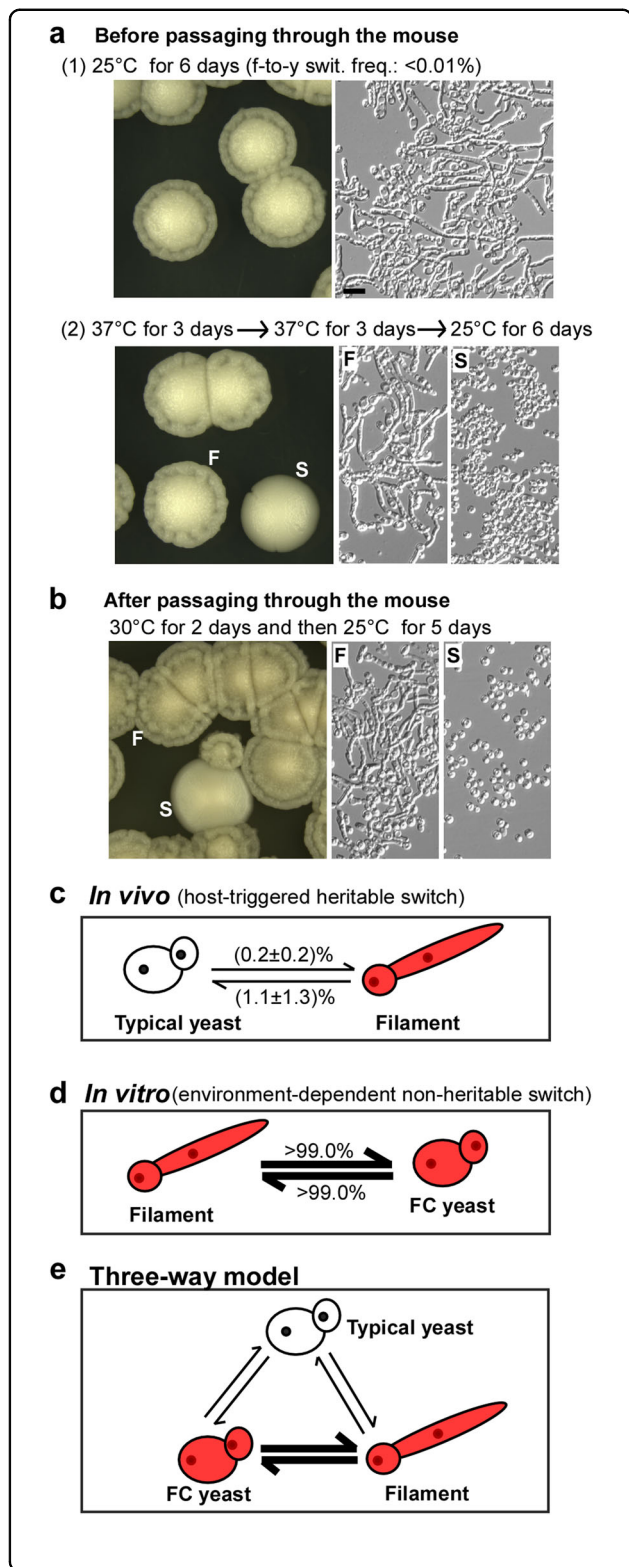 a Before passaging through the mouse
(1) 25°C for 6 days (f-to-y swit. freq.: <0.01%)
(2) 37°C for 3 days → 37°C for 3 days → 25°C for 6 days
F
S
F
S
b After passaging through the mouse
30°C for 2 days and then 25°C for 5 days
F
S
F
S
c In vivo (host-triggered heritable switch)
(0.2±0.2)%
(1.1±1.3)%
Typical yeast
Filament
d In vitro (environment-dependent non-heritable switch)
>99.0%
>99.0%
Filament
FC yeast
e Three-way model
Typical yeast
FC yeast
Filament